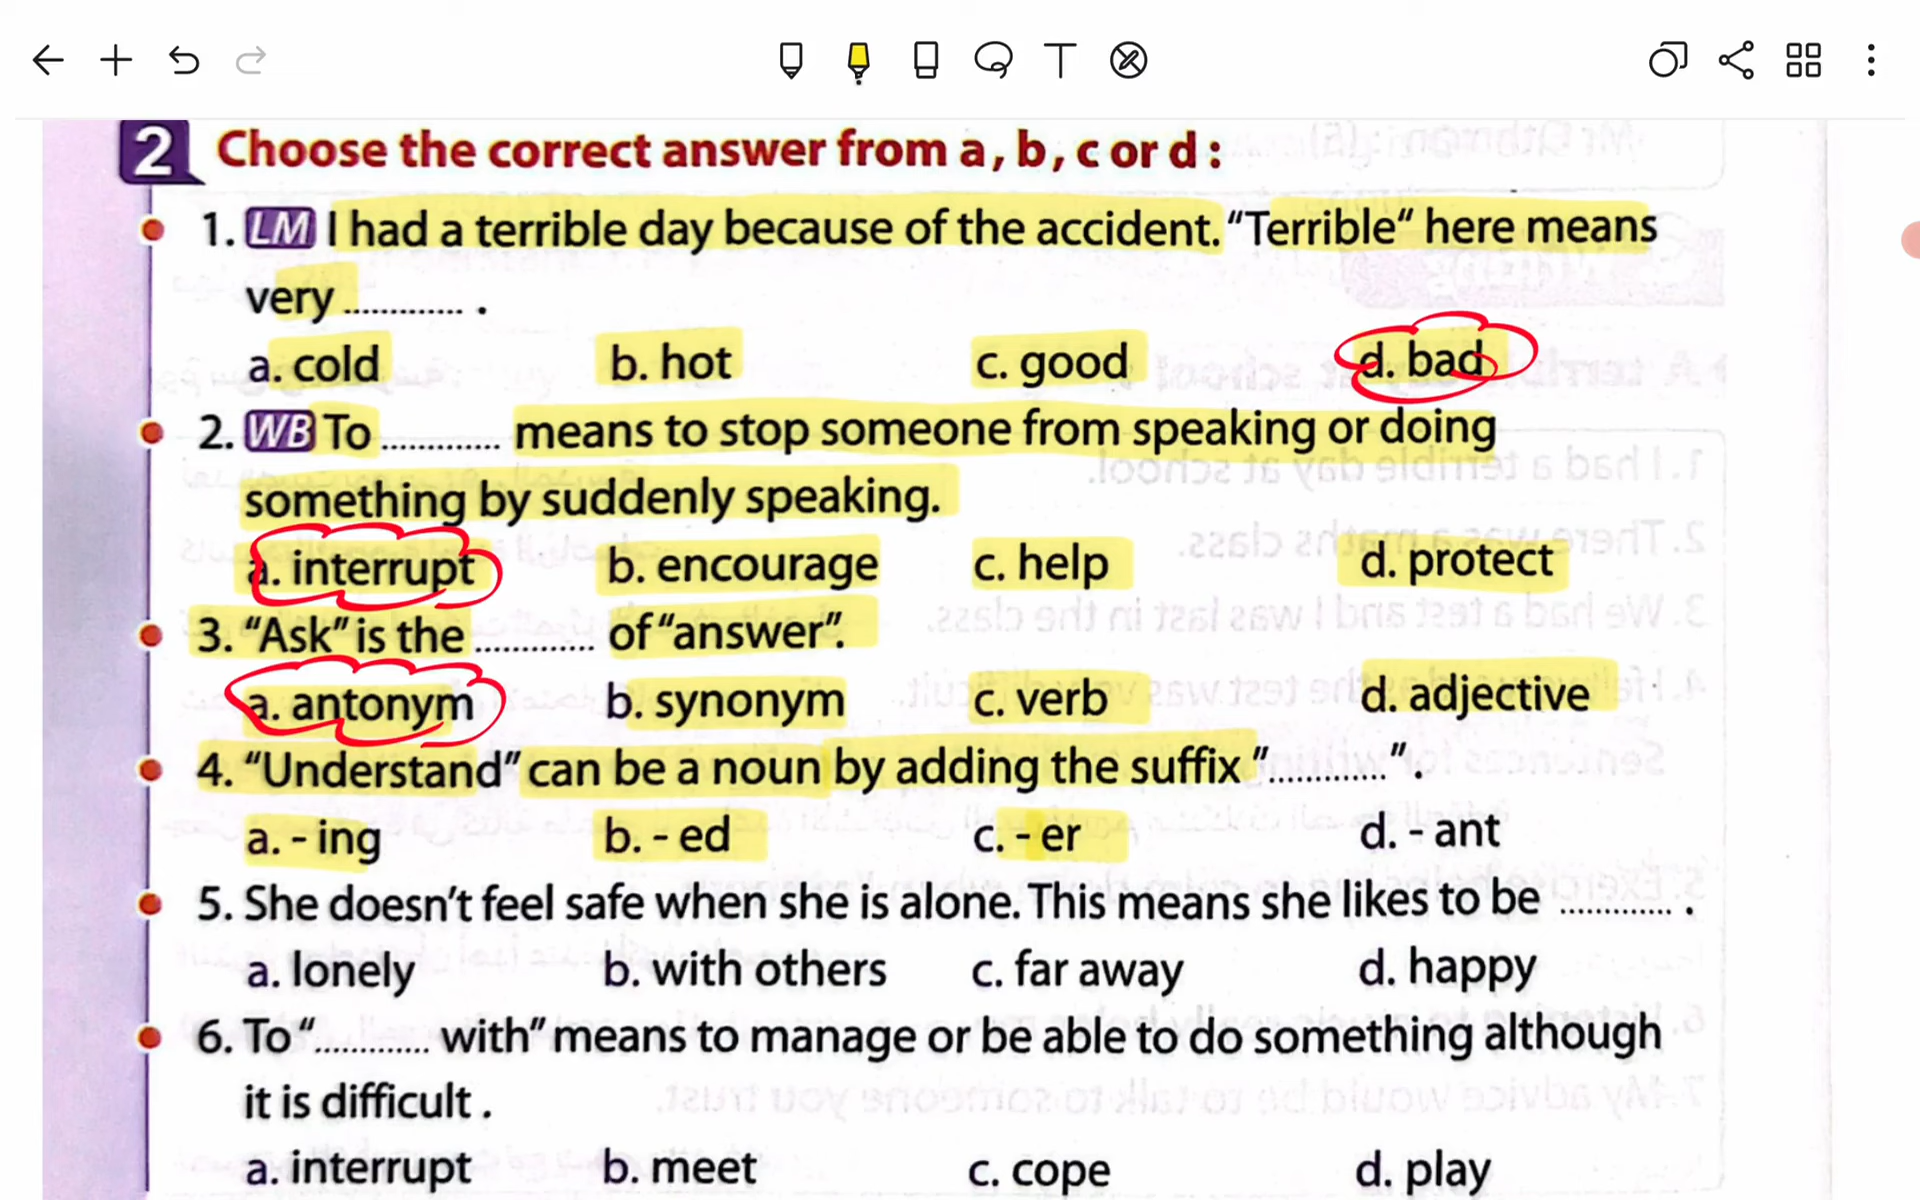 2 Choose the correct answer from a, b, c or d :
1. LM I had a terrible day because of the accident. "Terrible" here means
very ............. .
a. cold b. hot c. good d. bad
2. WB To ............. means to stop someone from speaking or doing
something by suddenly speaking.
a. interrupt b. encourage c. help d. protect
3. "Ask" is the ............. of "answer".
a. antonym b. synonym c. verb d. adjective
4. "Understand" can be a noun by adding the suffix "............. ".
a. - ing b. - ed c. - er d. - ant
5. She doesn't feel safe when she is alone. This means she likes to be ............. .
a. lonely b. with others c. far away d. happy
6. To "............. with" means to manage or be able to do something although
it is difficult .
a. interrupt b. meet c. cope d. play